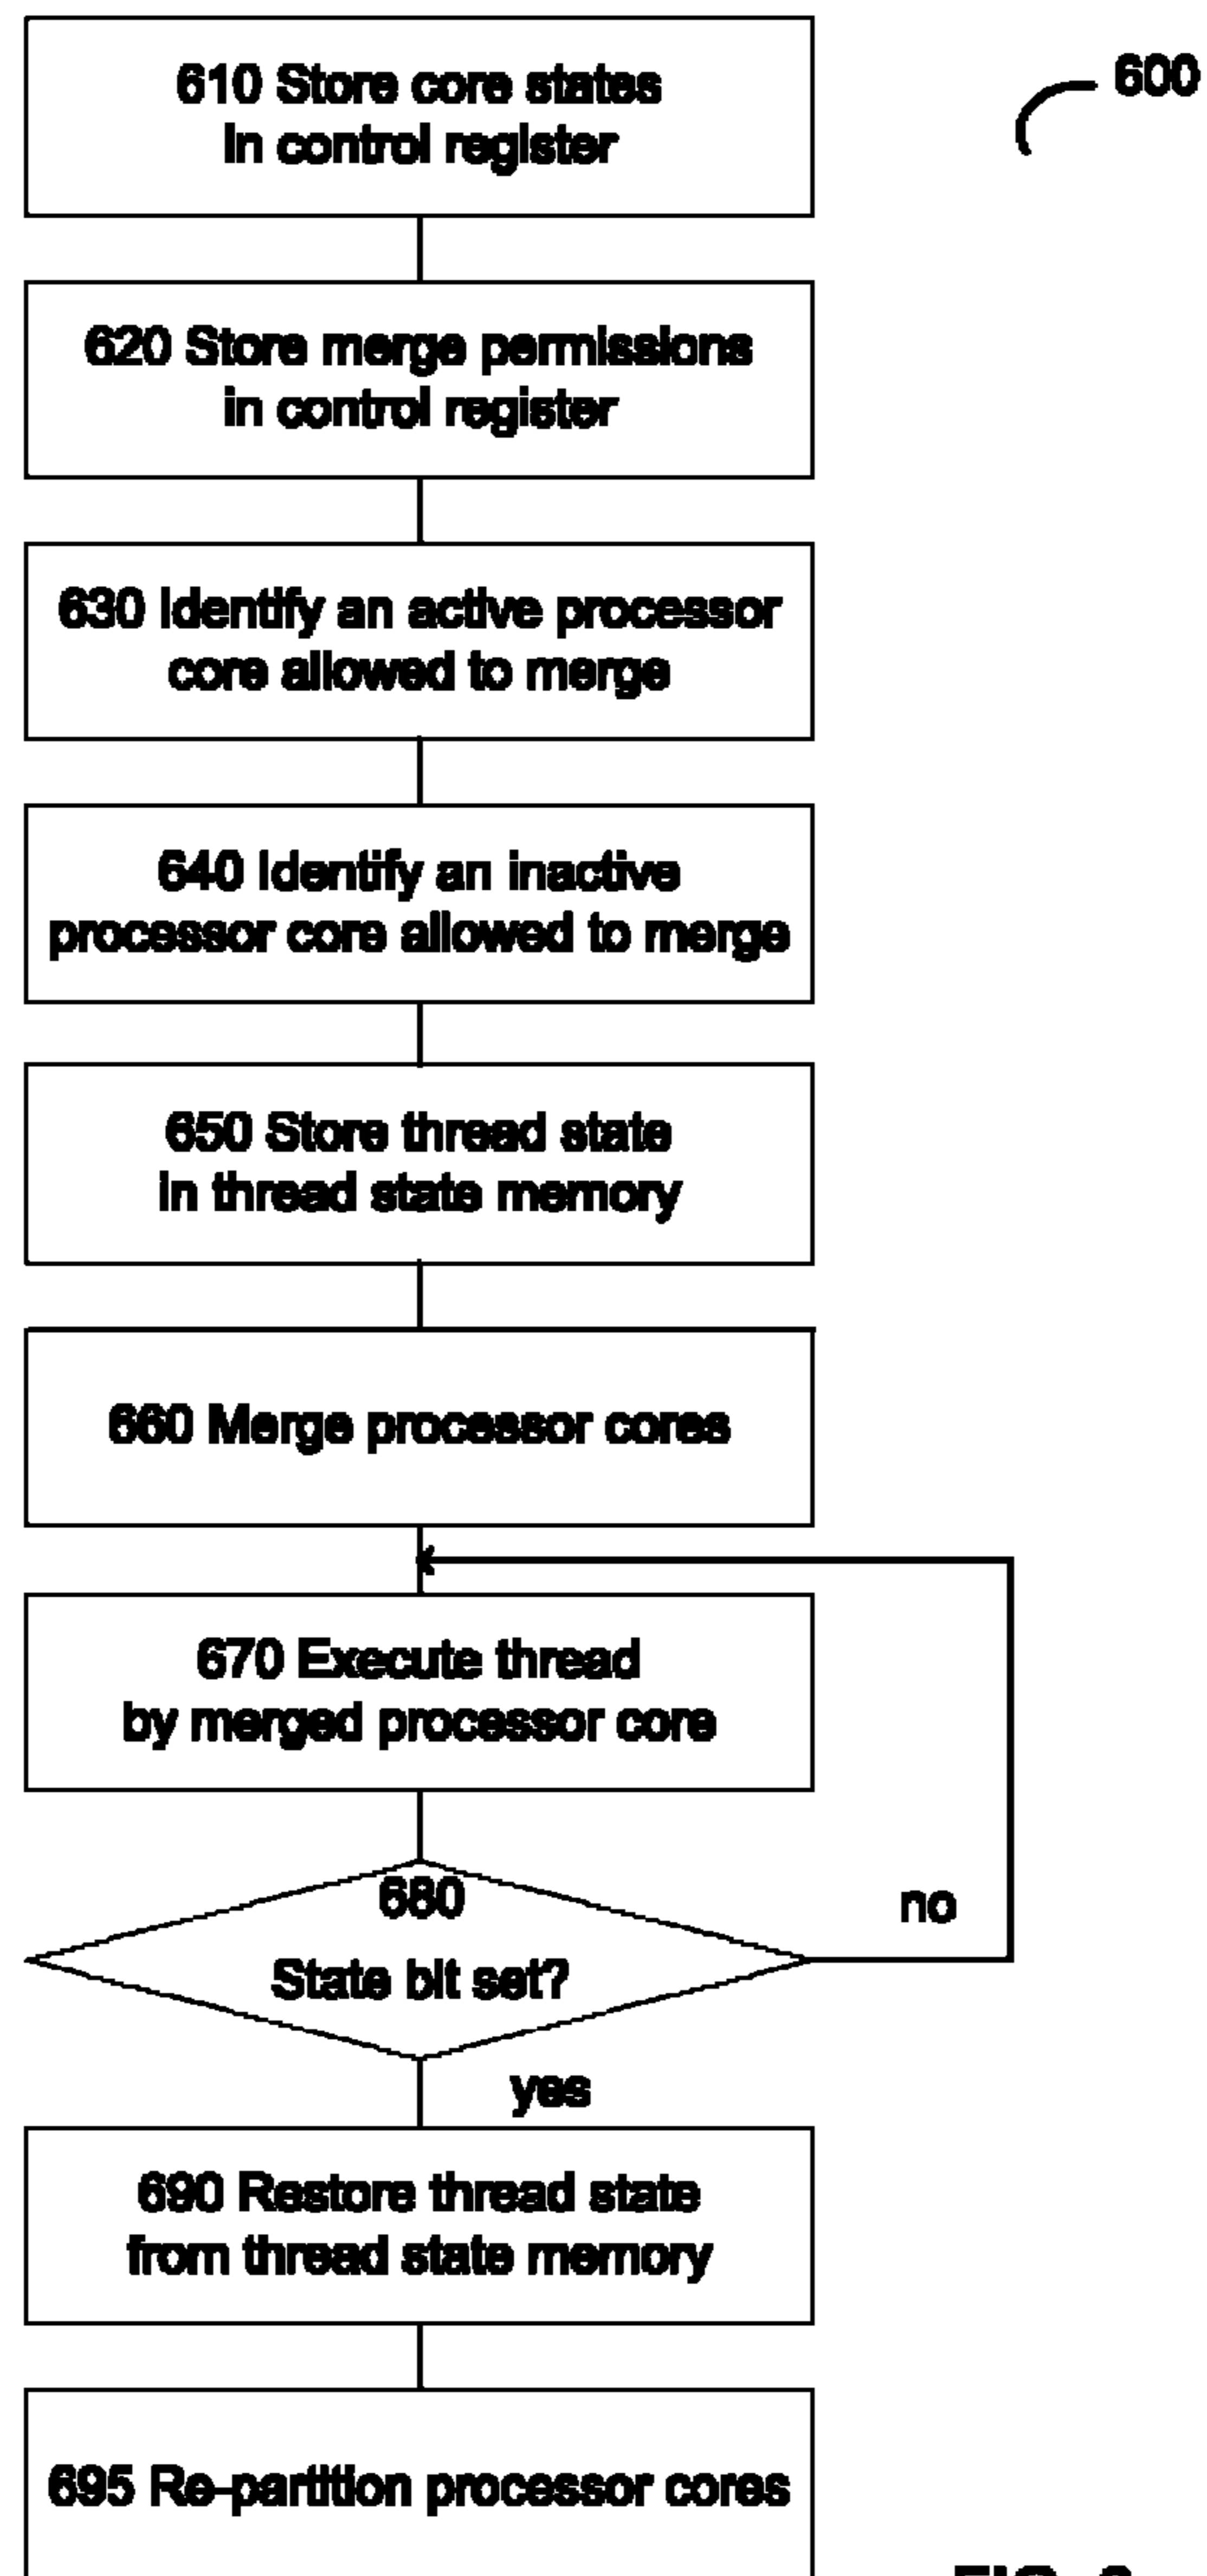 610 Store core states
in control register
600
620 Store merge permissions
in control register
630 Identify an active processor
core allowed to merge
640 Identify an inactive
processor core allowed to merge
650 Store thread state
in thread state memory
660 Merge processor cores
670 Execute thread
by merged processor core
680
State bit set?
no
yes
690 Restore thread state
from thread state memory
695 Re-partition processor cores